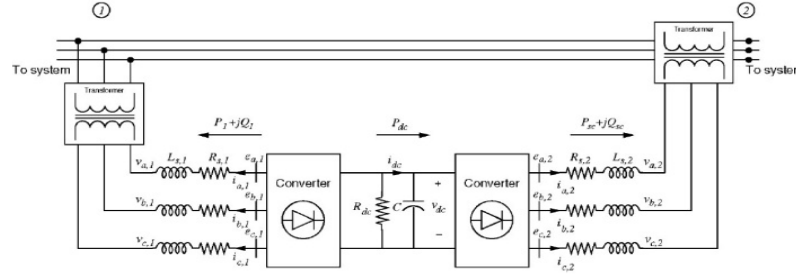 1
2
To system
Transformer
Transformer
To system
P1+jQ1
Pdc
Psc+jQsc
va,1 Ls,1 Rs,1 ea,1 ia,1
idc
ea,2 Rs,2 Ls,2 va,2 ia,2
Converter
Converter
vb,1 eb,1 ib,1
Rdc C + vdc −
eb,2 vb,2 ib,2
vc,1 ec,1 ic,1
ec,2 vc,2 ic,2